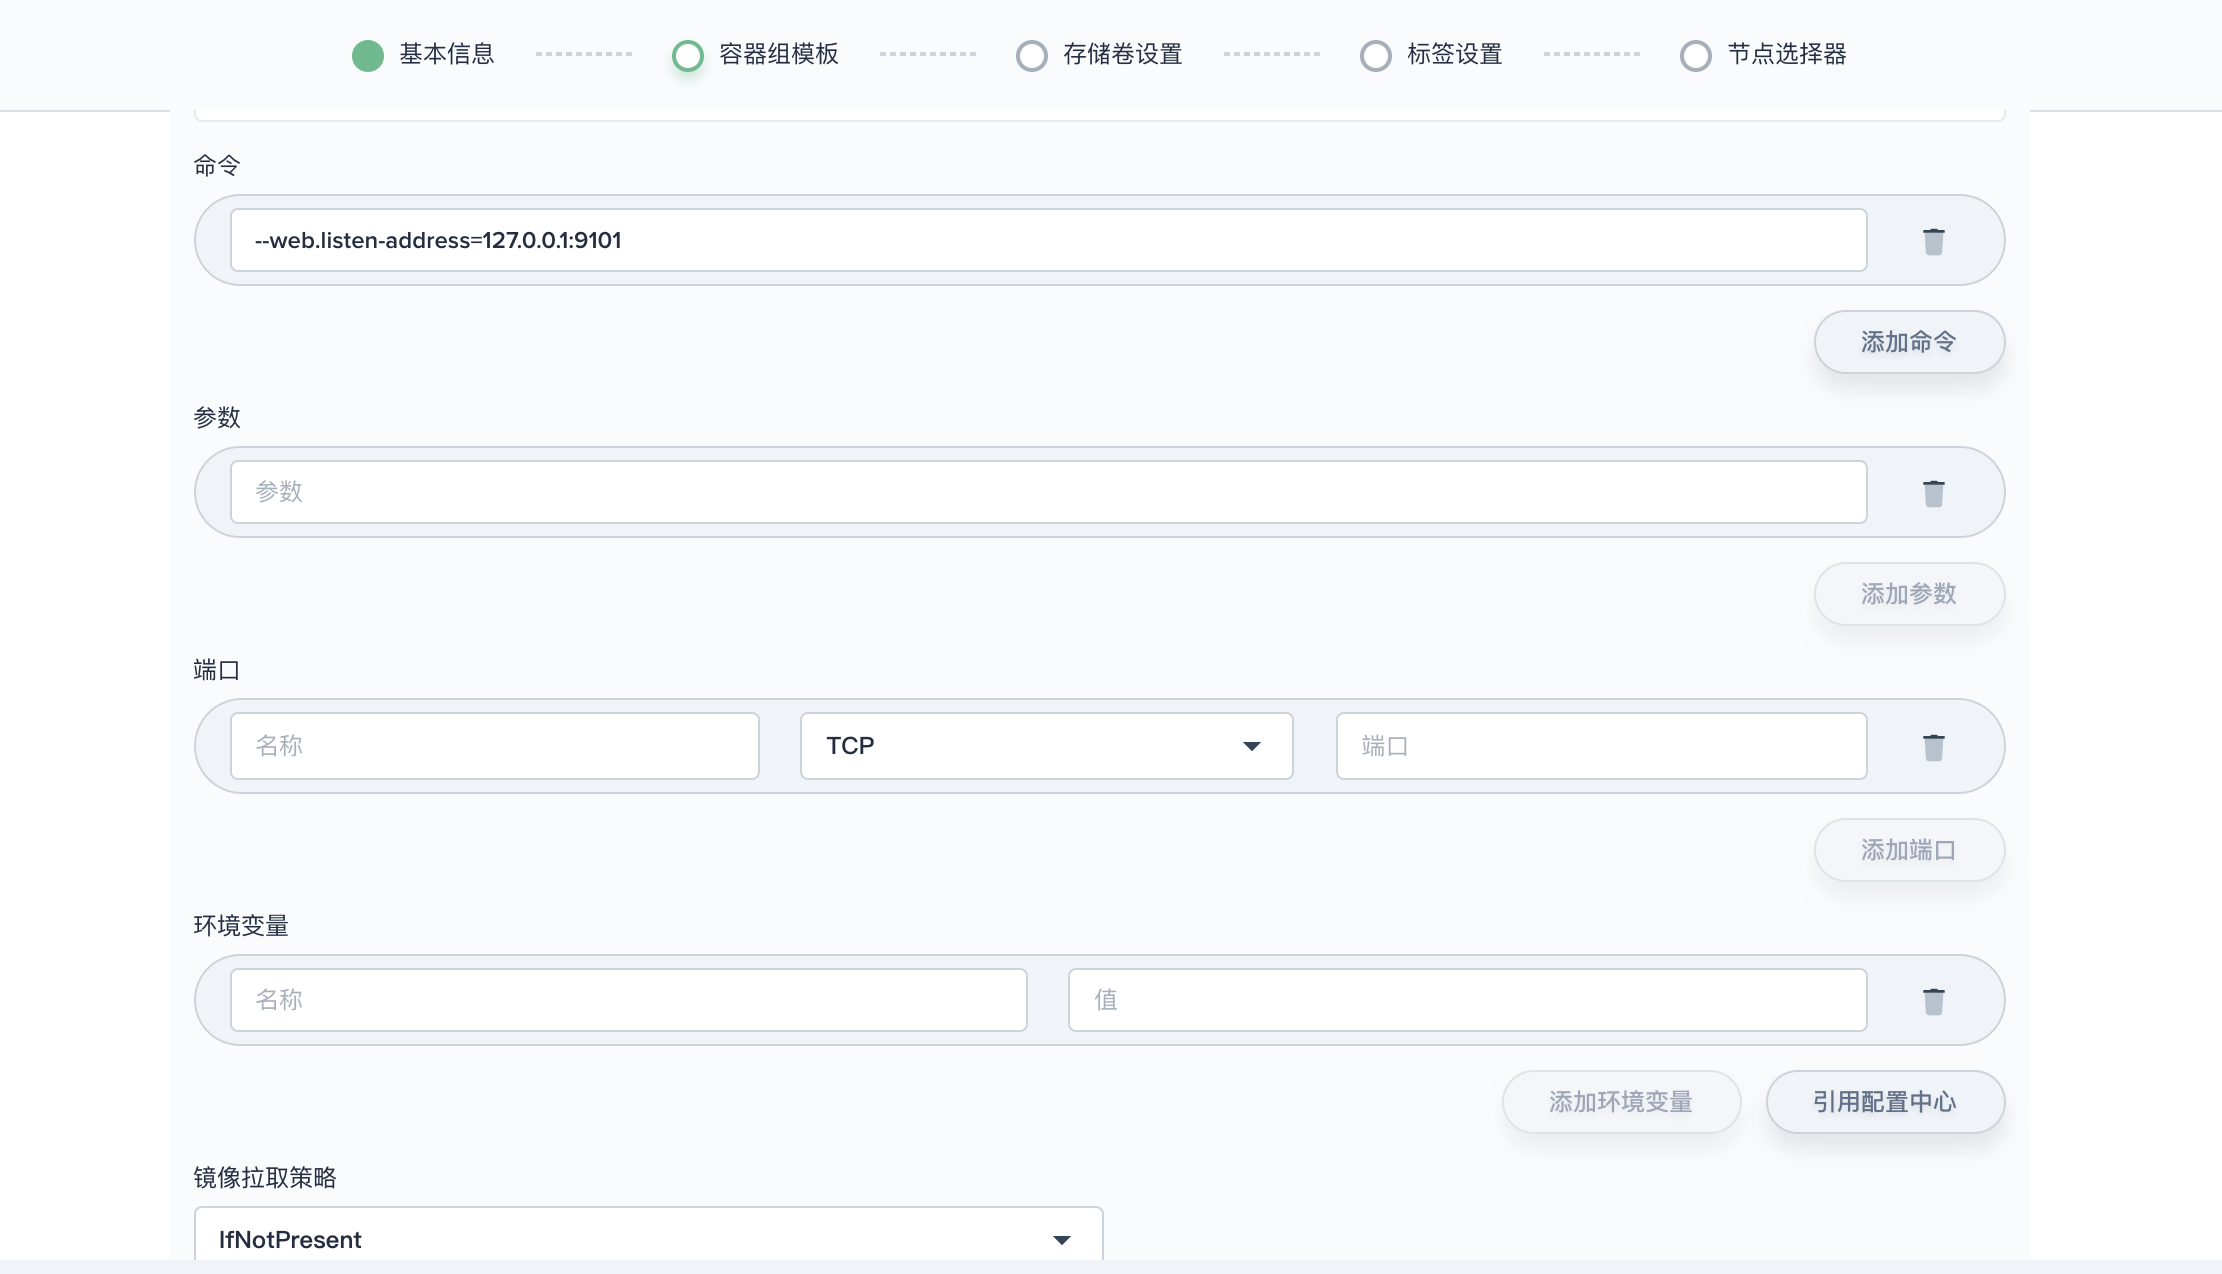 基本信息 容器组模板 存储卷设置 标签设置 节点选择器
命令
--web.listen-address=127.0.0.1:9101
添加命令
参数
参数
添加参数
端口
名称 TCP 端口
添加端口
环境变量
名称 值
添加环境变量 引用配置中心
镜像拉取策略
IfNotPresent